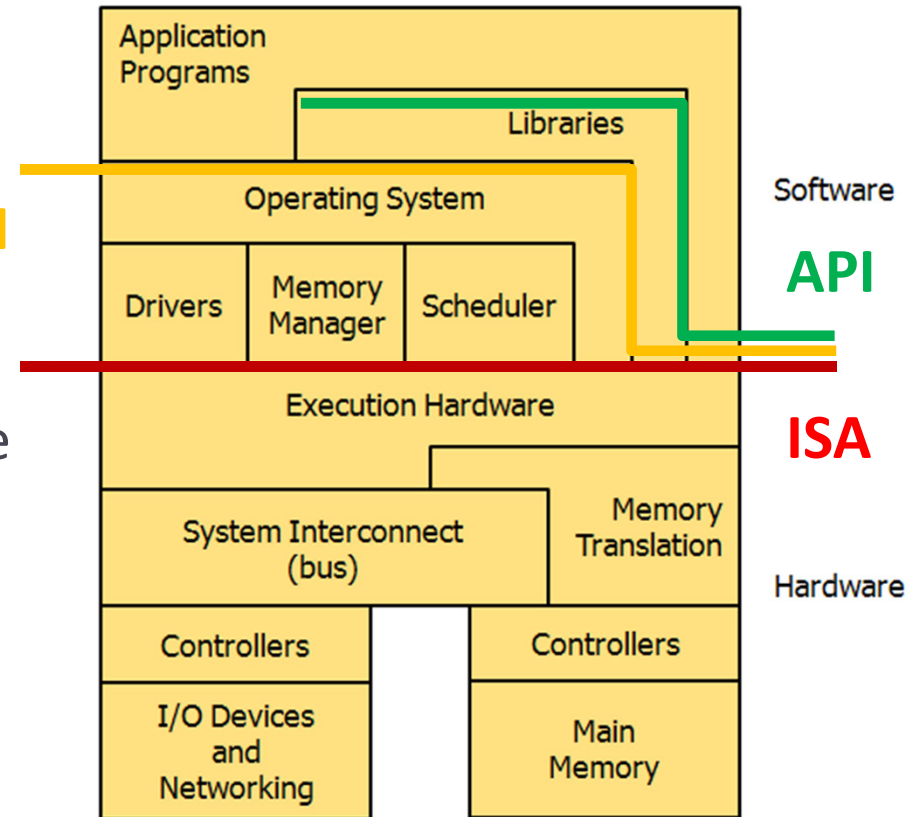 Application
Programs
Libraries
Software
Operating System
API
Drivers
Memory
Manager
Scheduler
Execution Hardware
ISA
Memory
Translation
System Interconnect
(bus)
Hardware
Controllers
Controllers
I/O Devices
and
Networking
Main
Memory